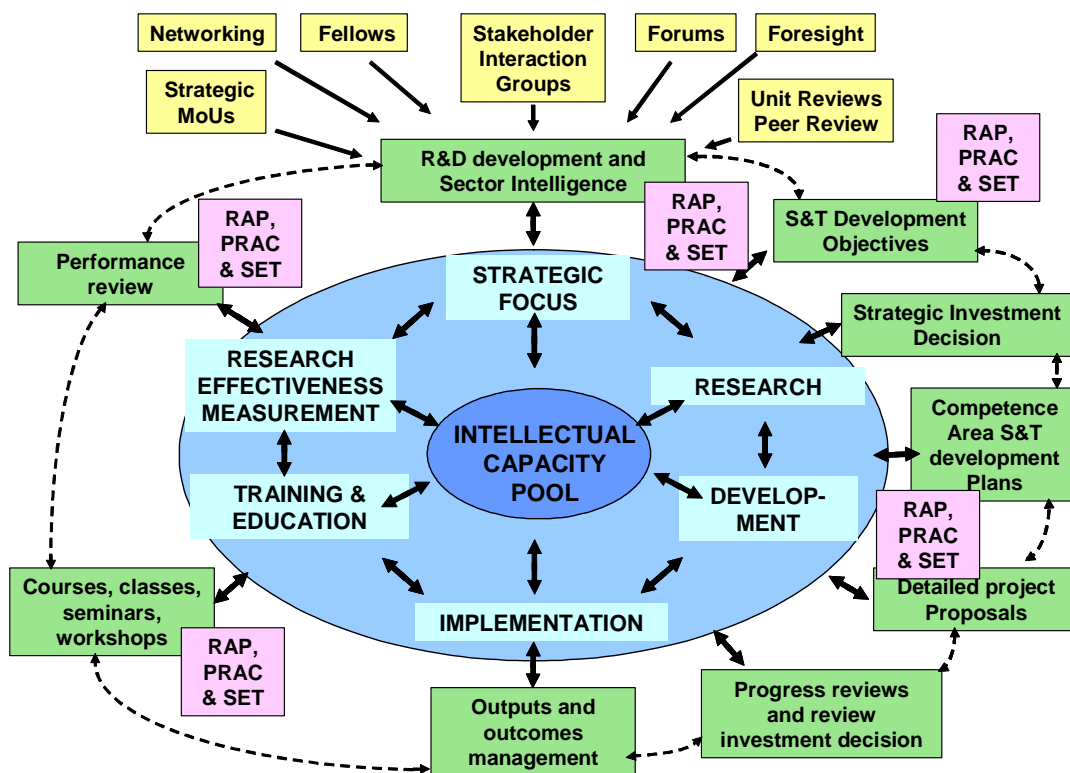 Networking
Fellows
Stakeholder
Interaction
Groups
Forums
Foresight
Strategic
MoUs
Unit Reviews
Peer Review
R&D development and
Sector Intelligence
RAP,
PRAC
& SET
RAP,
PRAC
& SET
S&T Development
Objectives
RAP,
PRAC
& SET
Performance
review
STRATEGIC
FOCUS
Strategic Investment
Decision
RESEARCH
EFFECTIVENESS
MEASUREMENT
RESEARCH
Competence
Area S&T
development
Plans
INTELLECTUAL
CAPACITY
POOL
TRAINING &
EDUCATION
DEVELOP-
MENT
RAP,
PRAC
& SET
Detailed project
Proposals
Courses, classes,
seminars,
workshops
IMPLEMENTATION
RAP,
PRAC
& SET
Outputs and
outcomes
management
Progress reviews
and review
investment decision